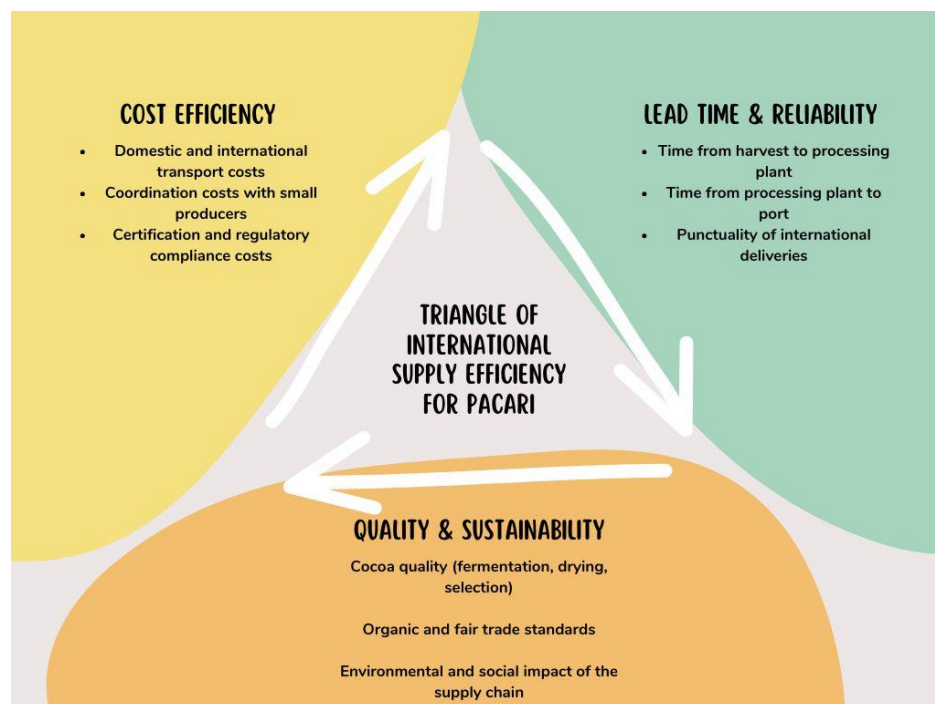 COST EFFICIENCY
• Domestic and international
transport costs
• Coordination costs with small
producers
• Certification and regulatory
compliance costs
LEAD TIME & RELIABILITY
• Time from harvest to processing
plant
• Time from processing plant to
port
• Punctuality of international
deliveries
TRIANGLE OF
INTERNATIONAL
SUPPLY EFFICIENCY
FOR PACARI
QUALITY & SUSTAINABILITY
Cocoa quality (fermentation, drying,
selection)
Organic and fair trade standards
Environmental and social impact of the
supply chain